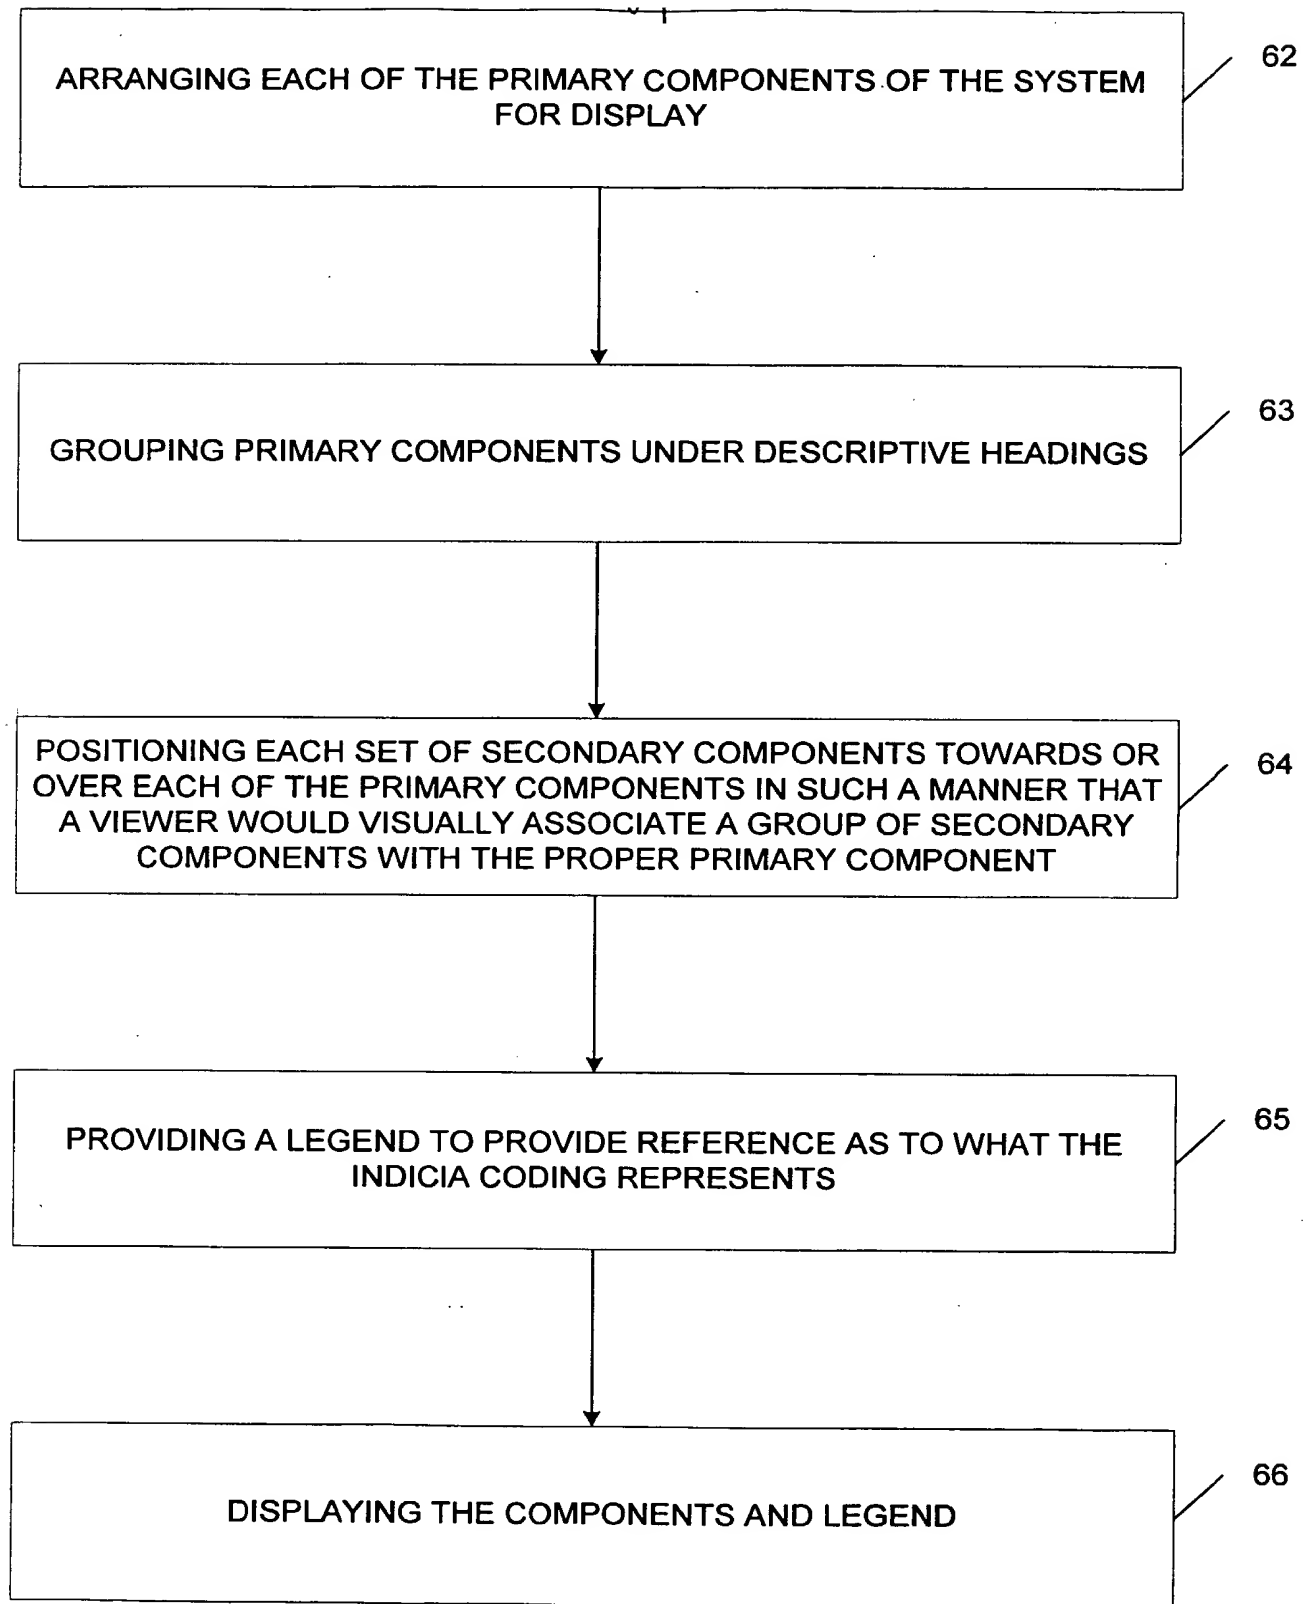 62
ARRANGING EACH OF THE PRIMARY COMPONENTS OF THE SYSTEM
FOR DISPLAY
63
GROUPING PRIMARY COMPONENTS UNDER DESCRIPTIVE HEADINGS
64
POSITIONING EACH SET OF SECONDARY COMPONENTS TOWARDS OR
OVER EACH OF THE PRIMARY COMPONENTS IN SUCH A MANNER THAT
A VIEWER WOULD VISUALLY ASSOCIATE A GROUP OF SECONDARY
COMPONENTS WITH THE PROPER PRIMARY COMPONENT
65
PROVIDING A LEGEND TO PROVIDE REFERENCE AS TO WHAT THE
INDICIA CODING REPRESENTS
66
DISPLAYING THE COMPONENTS AND LEGEND